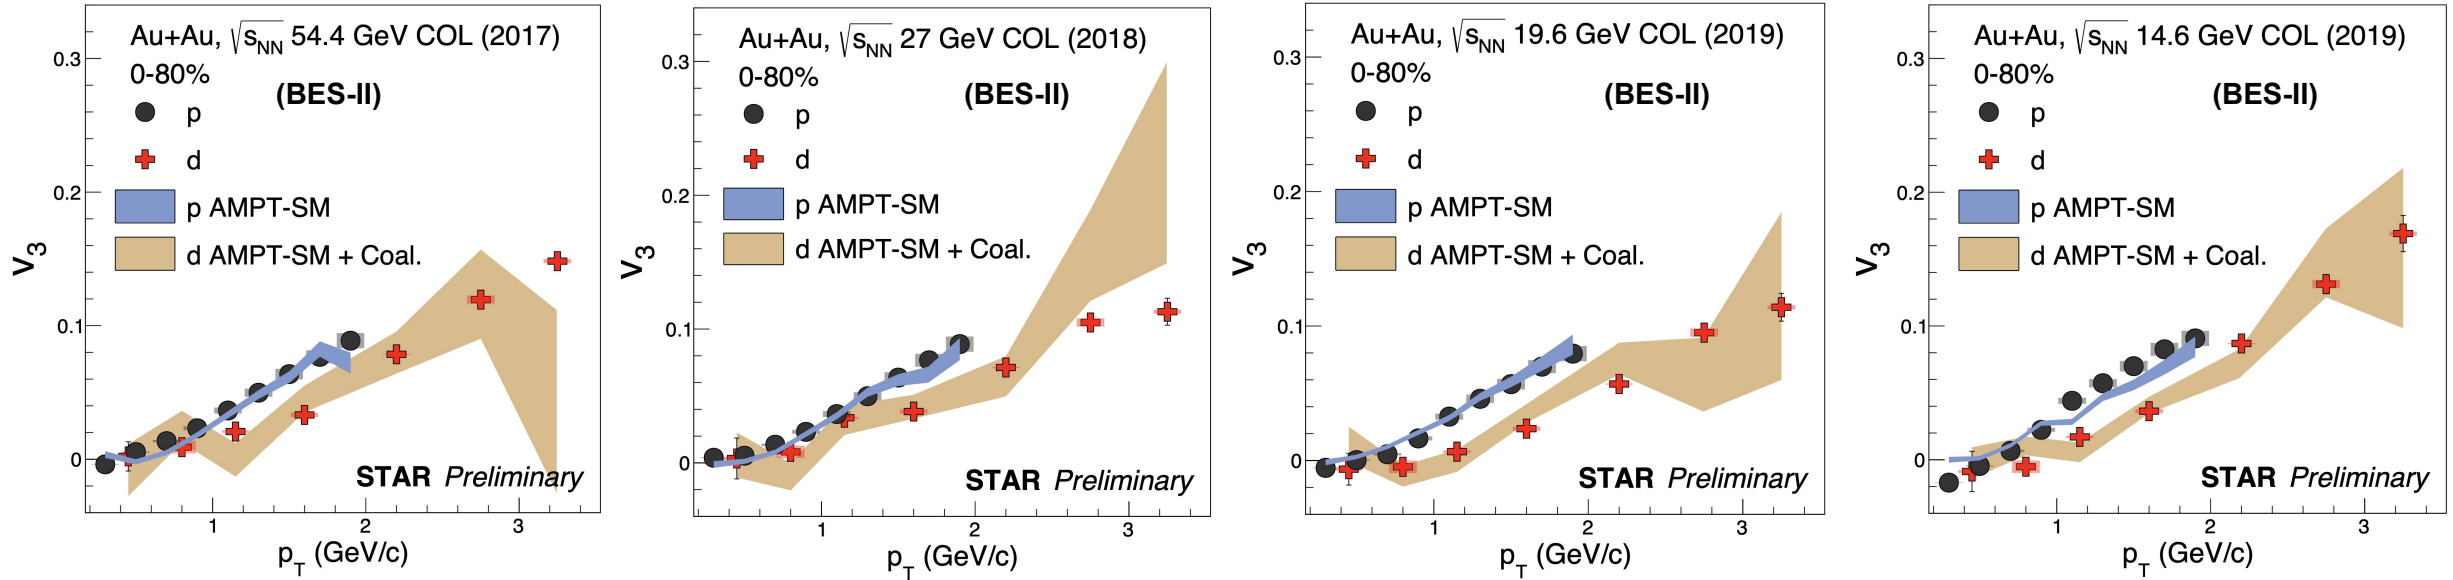 Au+Au, √sNN 54.4 GeV COL (2017)
0-80%
(BES-II)
p
d
p AMPT-SM
d AMPT-SM + Coal.
STAR Preliminary
v3
0.3
0.2
0.1
0
1 2 3
pT (GeV/c)
Au+Au, √sNN 27 GeV COL (2018)
0-80%
(BES-II)
p
d
p AMPT-SM
d AMPT-SM + Coal.
STAR Preliminary
v3
0.3
0.2
0.1
0
1 2 3
pT (GeV/c)
Au+Au, √sNN 19.6 GeV COL (2019)
0-80%
(BES-II)
p
d
p AMPT-SM
d AMPT-SM + Coal.
STAR Preliminary
v3
0.3
0.2
0.1
0
1 2 3
pT (GeV/c)
Au+Au, √sNN 14.6 GeV COL (2019)
0-80%
(BES-II)
p
d
p AMPT-SM
d AMPT-SM + Coal.
STAR Preliminary
v3
0.3
0.2
0.1
0
1 2 3
pT (GeV/c)